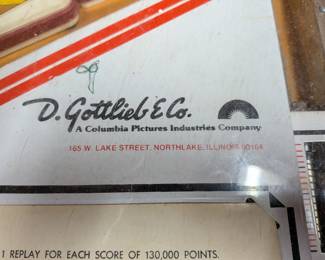 D. Gottlieb & Co.
A Columbia Pictures Industries Company
165 W. LAKE STREET, NORTHLAKE, ILLINOIS 60164
1 REPLAY FOR EACH SCORE OF 130,000 POINTS.